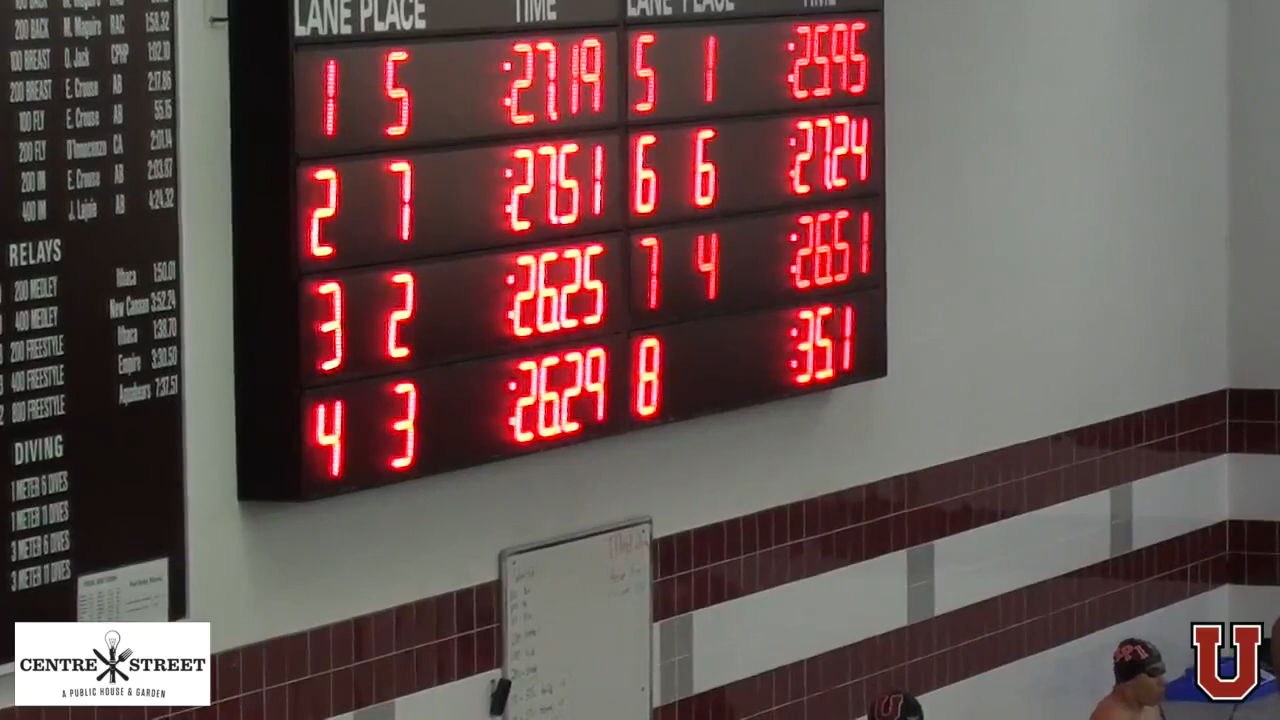 LANE PLACE TIME LANE PLACE TIME
1 5 :27.19 5 1 :25.95
2 7 :27.51 6 6 :27.24
3 2 :26.25 7 4 :26.51
4 3 :26.29 8 :35.1
200 BACK M. Maguire RAC 1:58.32
100 BREAST O. Jack CPHP 1:02.10
200 BREAST E. Crouse AB 2:17.86
100 FLY E. Crouse AB 55.15
200 FLY D'Innocenzo CA 2:01.14
200 IM E. Crouse AB 2:03.87
400 IM J. Lajoie AB 4:24.32
RELAYS
200 MEDLEY Ithaca 1:50.01
400 MEDLEY New Canaan 3:52.24
200 FREESTYLE Ithaca 1:38.70
400 FREESTYLE Empire 3:30.50
800 FREESTYLE Aquabears 7:37.51
DIVING
1 METER 6 DIVES
1 METER 11 DIVES
3 METER 6 DIVES
3 METER 11 DIVES
CENTRE STREET
A PUBLIC HOUSE & GARDEN
RPI
U
U